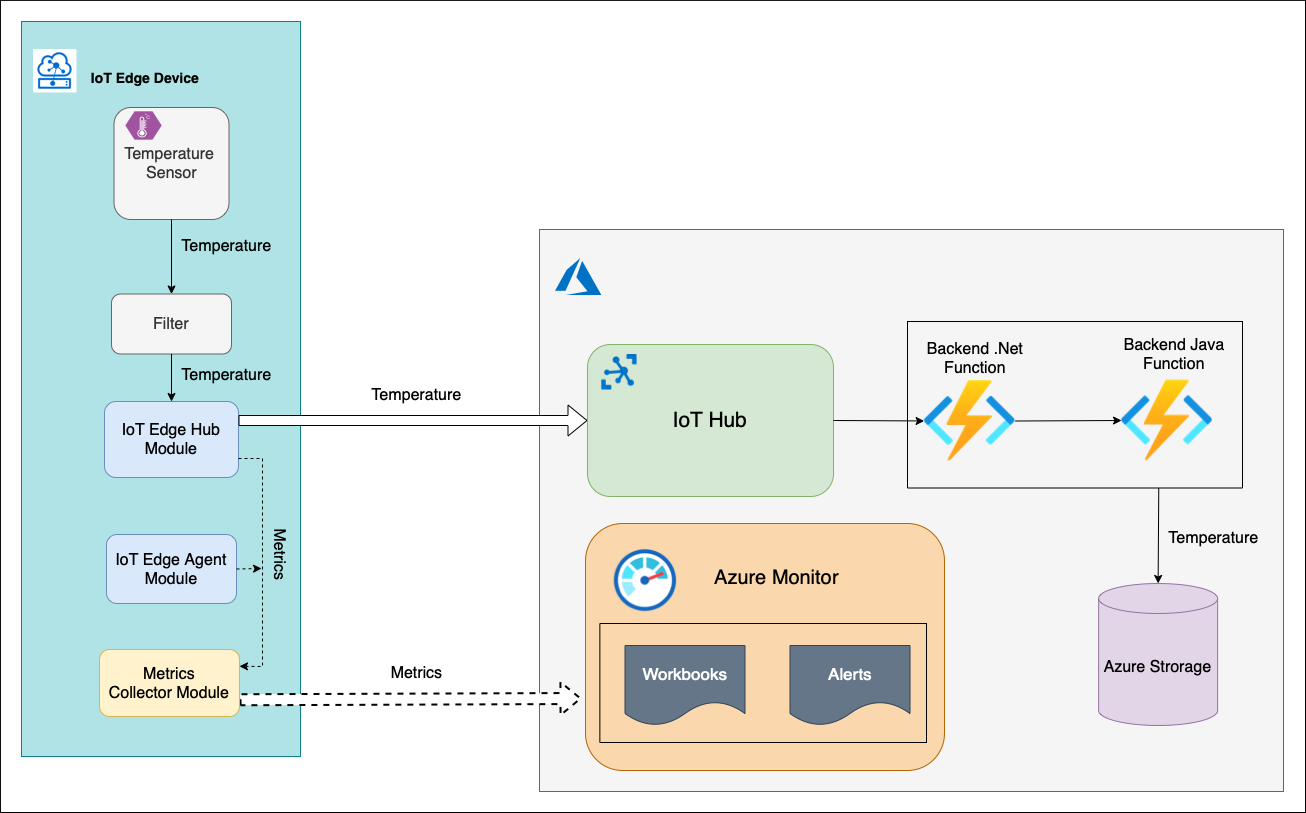 IoT Edge Device
Temperature
Sensor
Temperature
Filter
Temperature
IoT Edge Hub
Module
Metrics
IoT Edge Agent
Module
Metrics
Collector Module
Temperature
Metrics
IoT Hub
Backend .Net
Function
Backend Java
Function
Temperature
Azure Strorage
Azure Monitor
Workbooks
Alerts